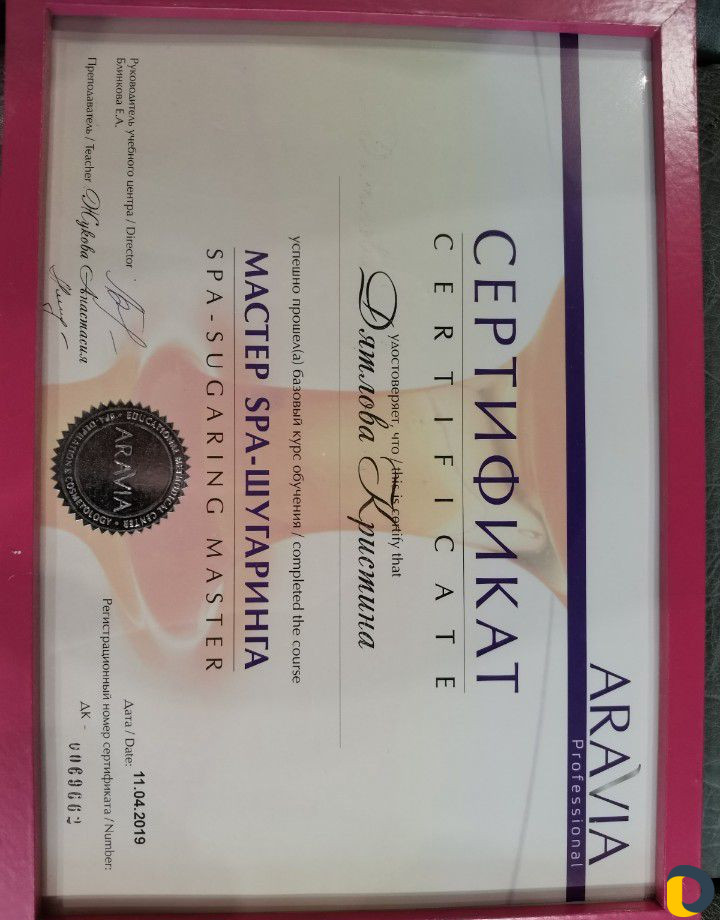 ARAVIA
Professional
СЕРТИФИКАТ
CERTIFICATE
удостоверяет, что / this is certify that
Дятлова Кристина
успешно прошел(а) базовый курс обучения / completed the course
МАСТЕР SPA-ШУГАРИНГА
SPA-SUGARING MASTER
Руководитель учебного центра / Director
Блинкова Е.А.
Преподаватель / Teacher Жукова Анастасия
ARAVIA
Дата / Date: 11.04.2019
Регистрационный номер сертификата / Number:
ДК - 0069662